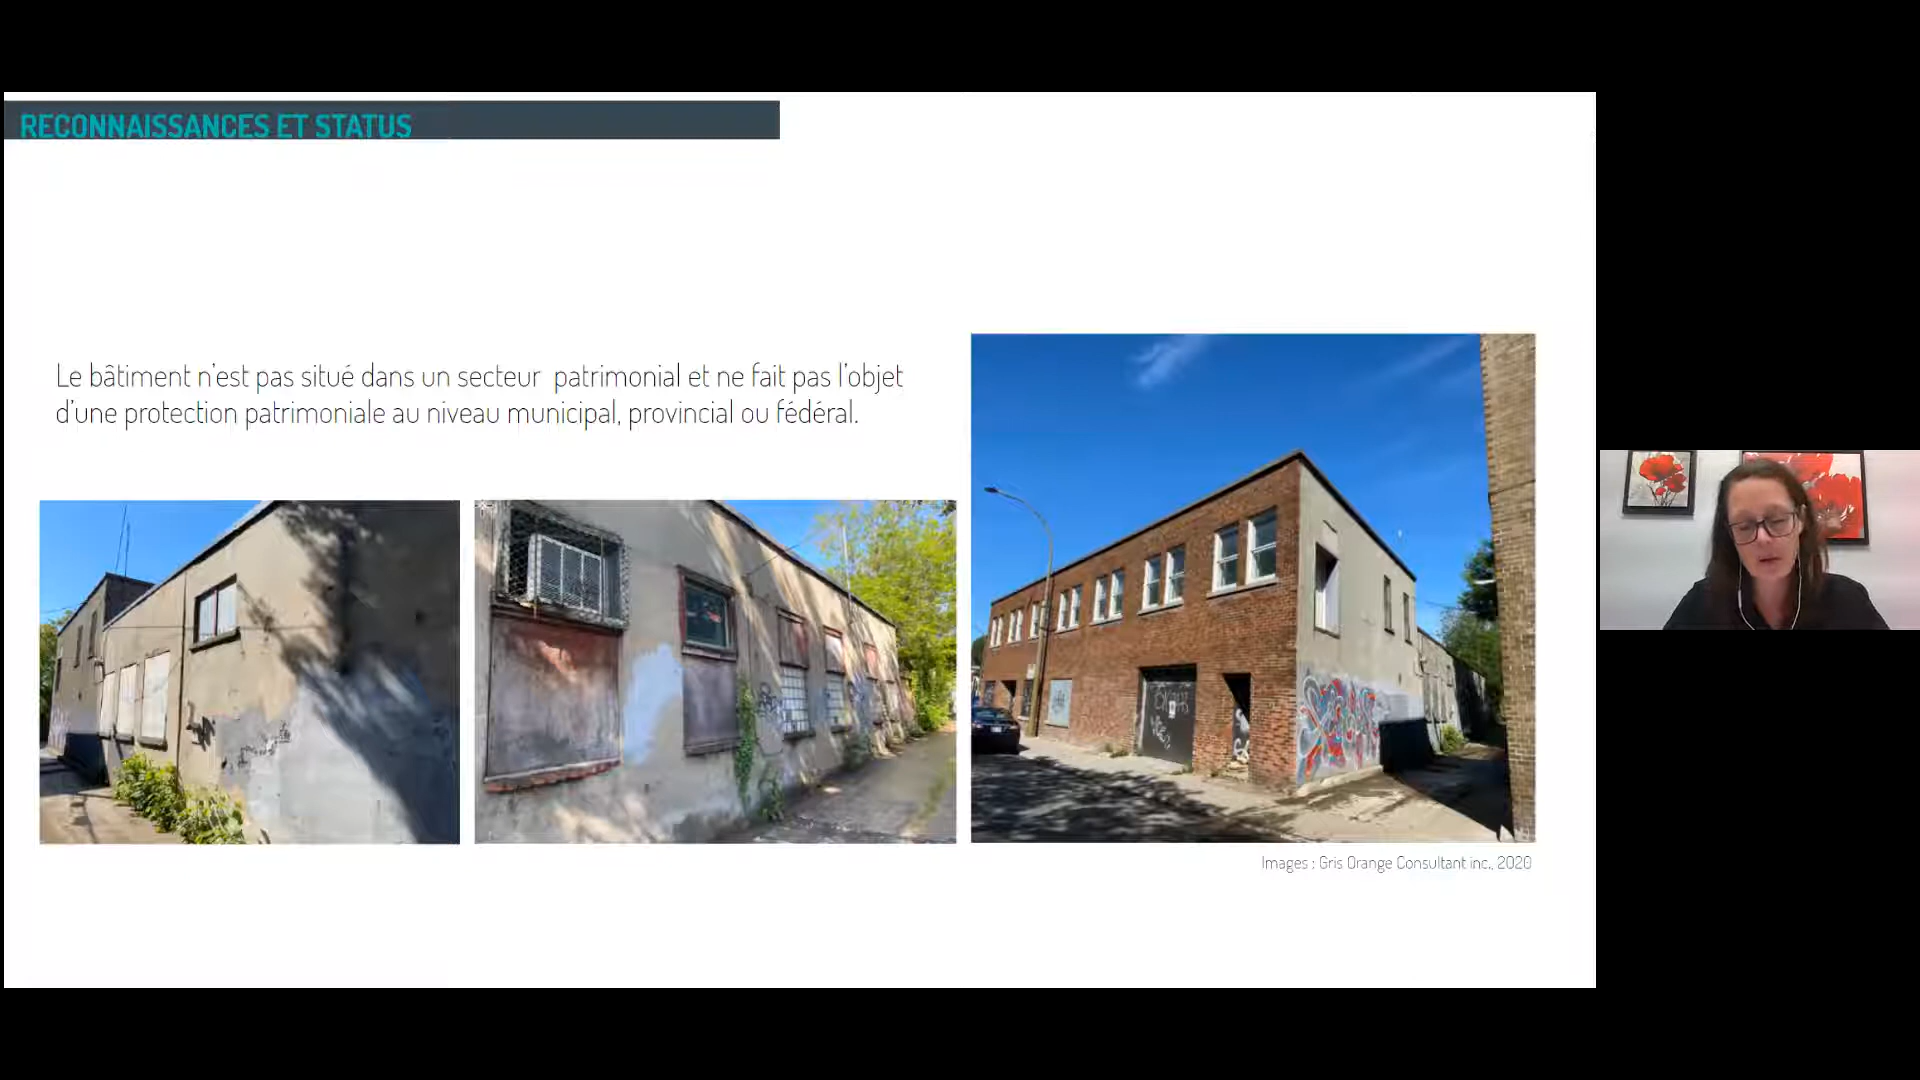 RECONNAISSANCES ET STATUS
Le bâtiment n'est pas situé dans un secteur patrimonial et ne fait pas l'objet
d'une protection patrimoniale au niveau municipal, provincial ou fédéral.
Images : Gris Orange Consultant inc., 2020